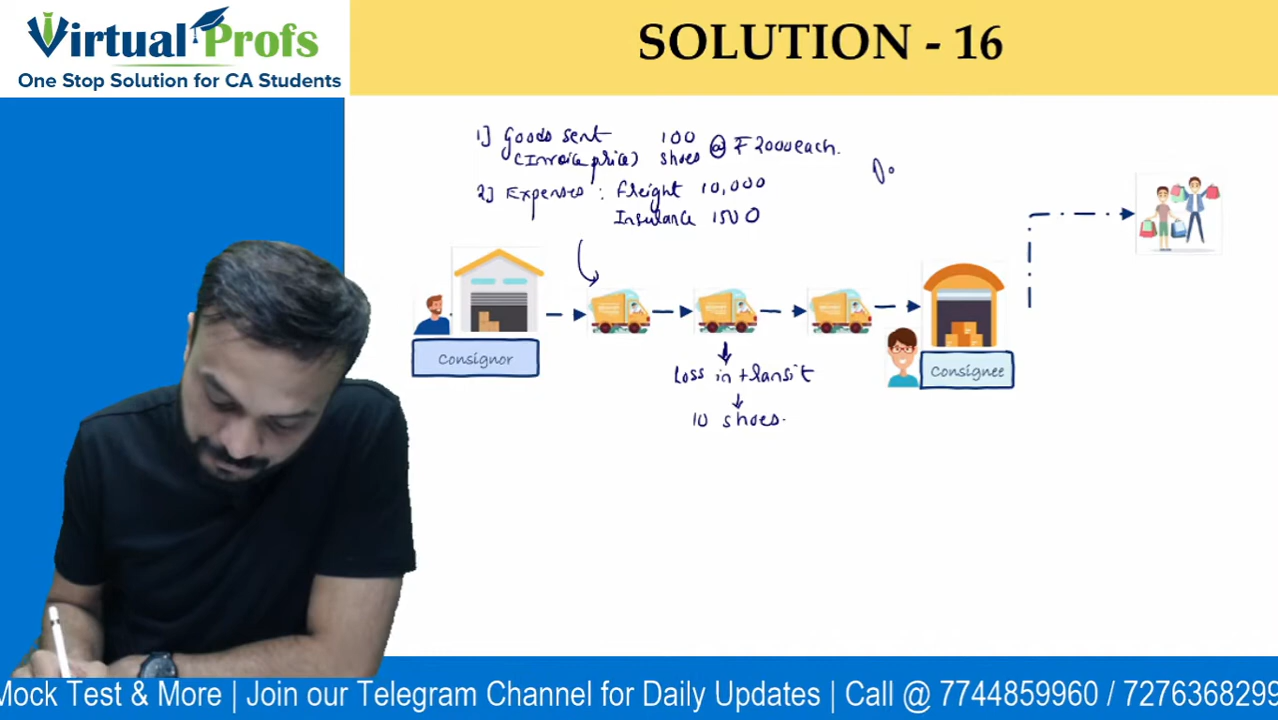 Virtual Profs
One Stop Solution for CA Students
SOLUTION - 16
1] Goods sent 100 @ ₹ 2000 each.
(Invoice price) shoes
2] Expenses : Freight 10,000
Insurance 1500
Consignor
Loss in transit
10 shoes.
Consignee
Mock Test & More | Join our Telegram Channel for Daily Updates | Call @ 7744859960 / 7276368299